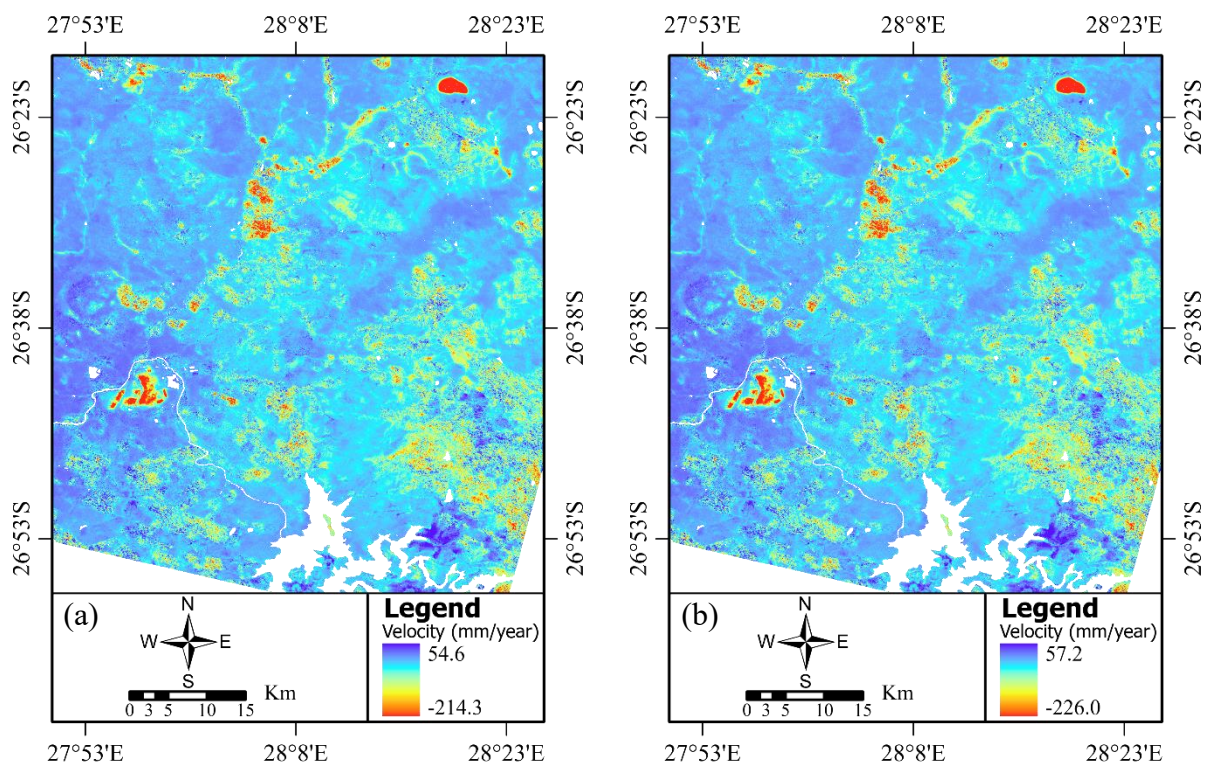 27°53'E 28°8'E 28°23'E
27°53'E 28°8'E 28°23'E
26°23'S 26°23'S 26°23'S 26°23'S
26°38'S 26°38'S 26°38'S 26°38'S
26°53'S 26°53'S 26°53'S 26°53'S
(a)
N
W E
S
0 3 5 10 15 Km
Legend
Velocity (mm/year)
54.6
-214.3
(b)
N
W E
S
0 3 5 10 15 Km
Legend
Velocity (mm/year)
57.2
-226.0
27°53'E 28°8'E 28°23'E
27°53'E 28°8'E 28°23'E